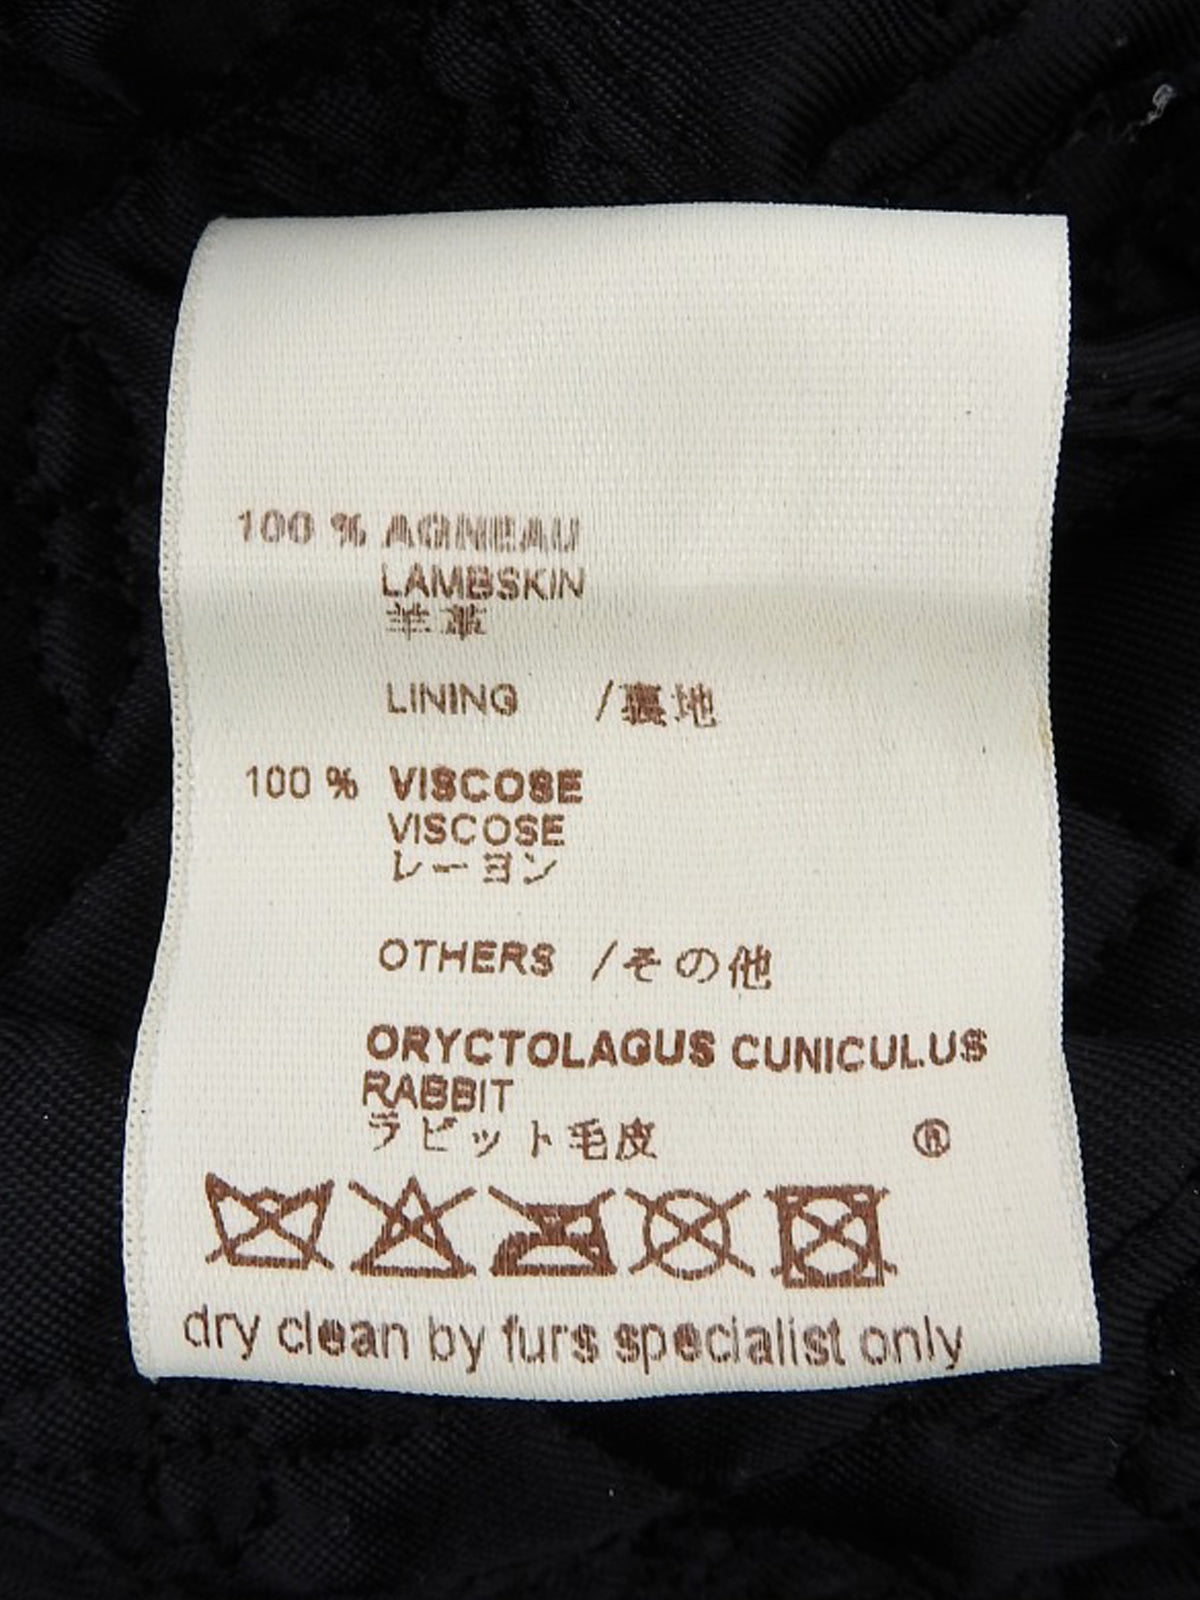 100 % AGNEAU
LAMBSKIN
羊革
LINING /裏地
100 % VISCOSE
VISCOSE
レーヨン
OTHERS /その他
ORYCTOLAGUS CUNICULUS
RABBIT
ラビット毛皮
®
dry clean by furs specialist only